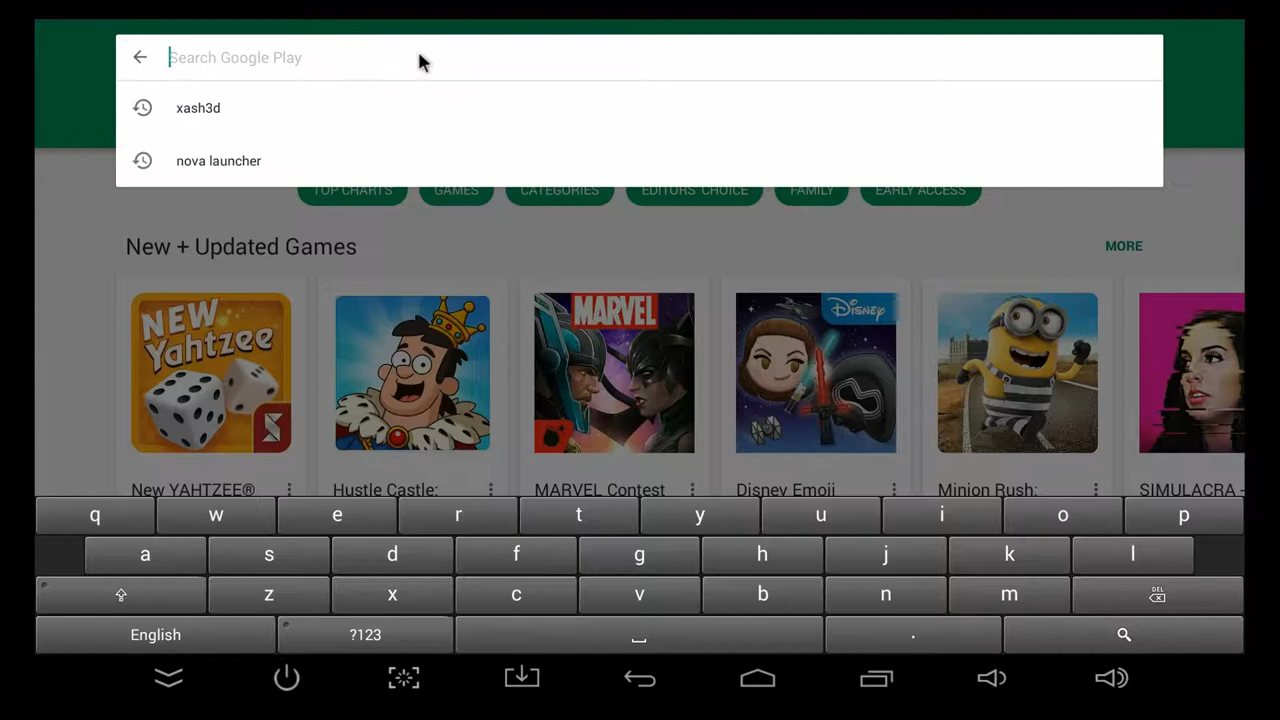 Search Google Play
xash3d
nova launcher
TOP CHARTS GAMES CATEGORIES EDITORS' CHOICE FAMILY EARLY ACCESS
New + Updated Games MORE
NEW Yahtzee S MARVEL Disney
New YAHTZEE® Hustle Castle: MARVEL Contest Disney Emoji Minion Rush: SIMULACRA -
q w e r t y u i o p
a s d f g h j k l
z x c v b n m DEL
English ?123 .